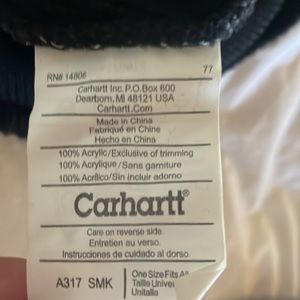 RN# 14806 77
Carhartt Inc. P.O. Box 600
Dearborn, MI 48121 USA
Carhartt.Com
Made in China
Fabriqué en Chine
Hecho en China
100% Acrylic/Exclusive of trimming
100% Acrylique/Sans garniture
100% Acrílico/Sin incluir adorno
Carhartt®
Care on reverse side.
Entretien au verso.
Instrucciones de cuidado al dorso.
A317 SMK
One Size Fits
Taille
Unitalla